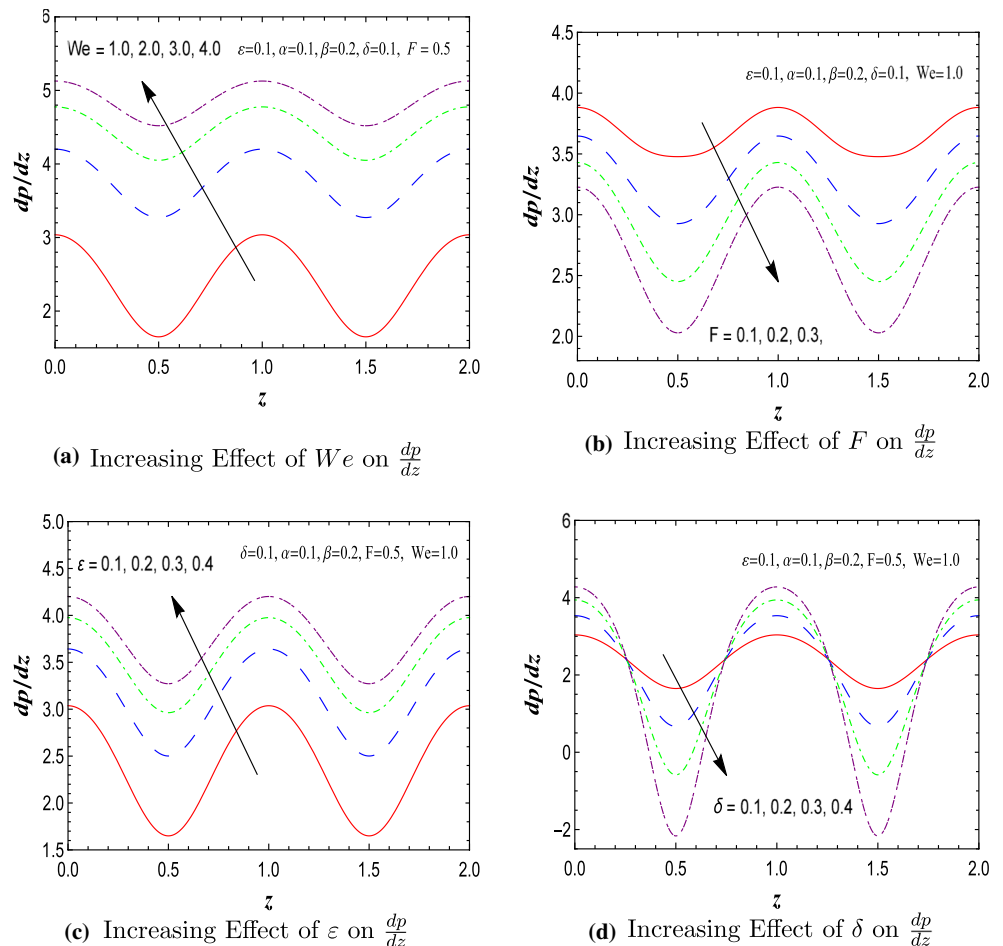 We = 1.0, 2.0, 3.0, 4.0 ε=0.1, α=0.1, β=0.2, δ=0.1, F = 0.5
6
5
4
3
2
dp/dz
0.0 0.5 1.0 1.5 2.0
z
(a) Increasing Effect of We on dp/dz
ε=0.1, α=0.1, β=0.2, δ=0.1, We=1.0
4.5
4.0
3.5
3.0
2.5
2.0
dp/dz
F = 0.1, 0.2, 0.3,
0.0 0.5 1.0 1.5 2.0
z
(b) Increasing Effect of F on dp/dz
δ=0.1, α=0.1, β=0.2, F=0.5, We=1.0
ε = 0.1, 0.2, 0.3, 0.4
5.0
4.5
4.0
3.5
3.0
2.5
2.0
1.5
dp/dz
0.0 0.5 1.0 1.5 2.0
z
(c) Increasing Effect of ε on dp/dz
ε=0.1, α=0.1, β=0.2, F=0.5, We=1.0
6
4
2
0
−2
dp/dz
δ = 0.1, 0.2, 0.3, 0.4
0.0 0.5 1.0 1.5 2.0
z
(d) Increasing Effect of δ on dp/dz